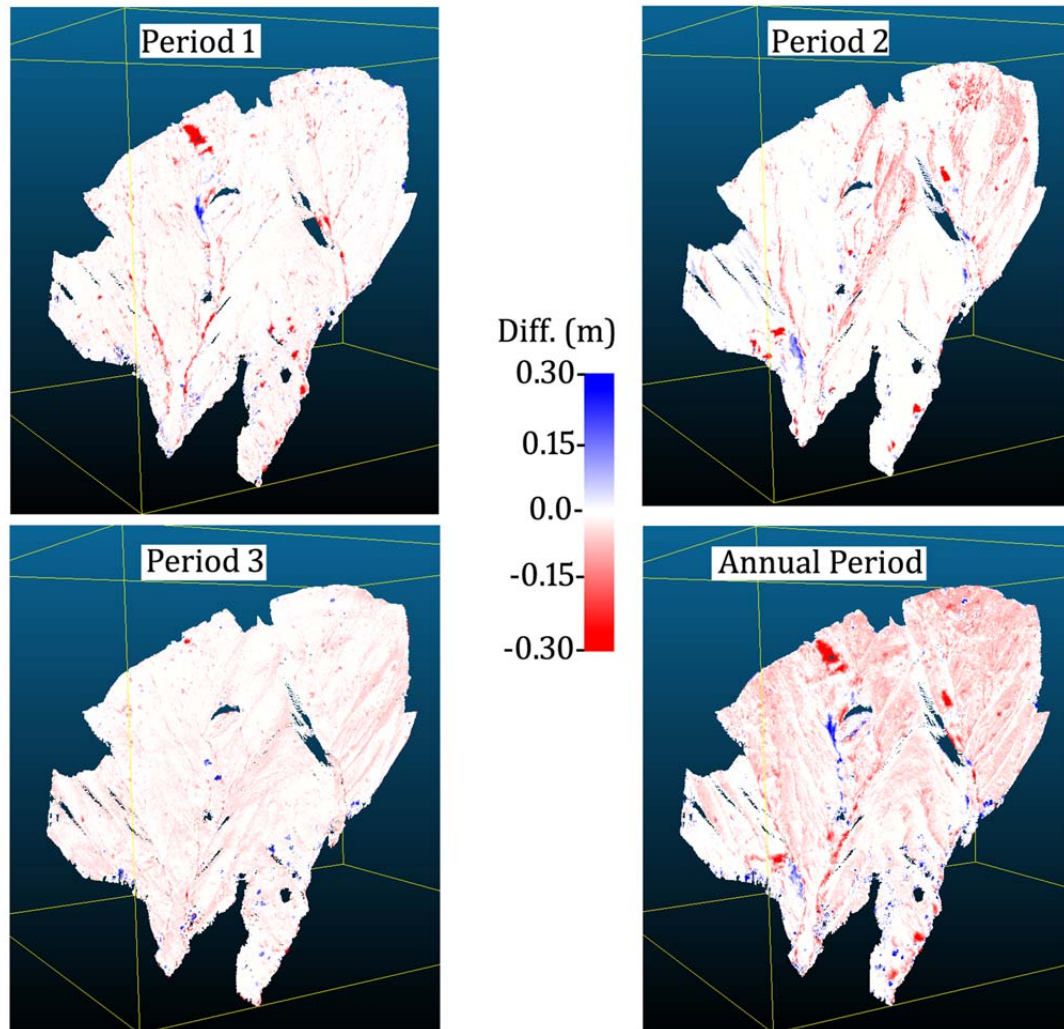 Period 1
Period 2
Diff. (m)
0.30
0.15-
0.0-
-0.15-
-0.30
Period 3
Annual Period